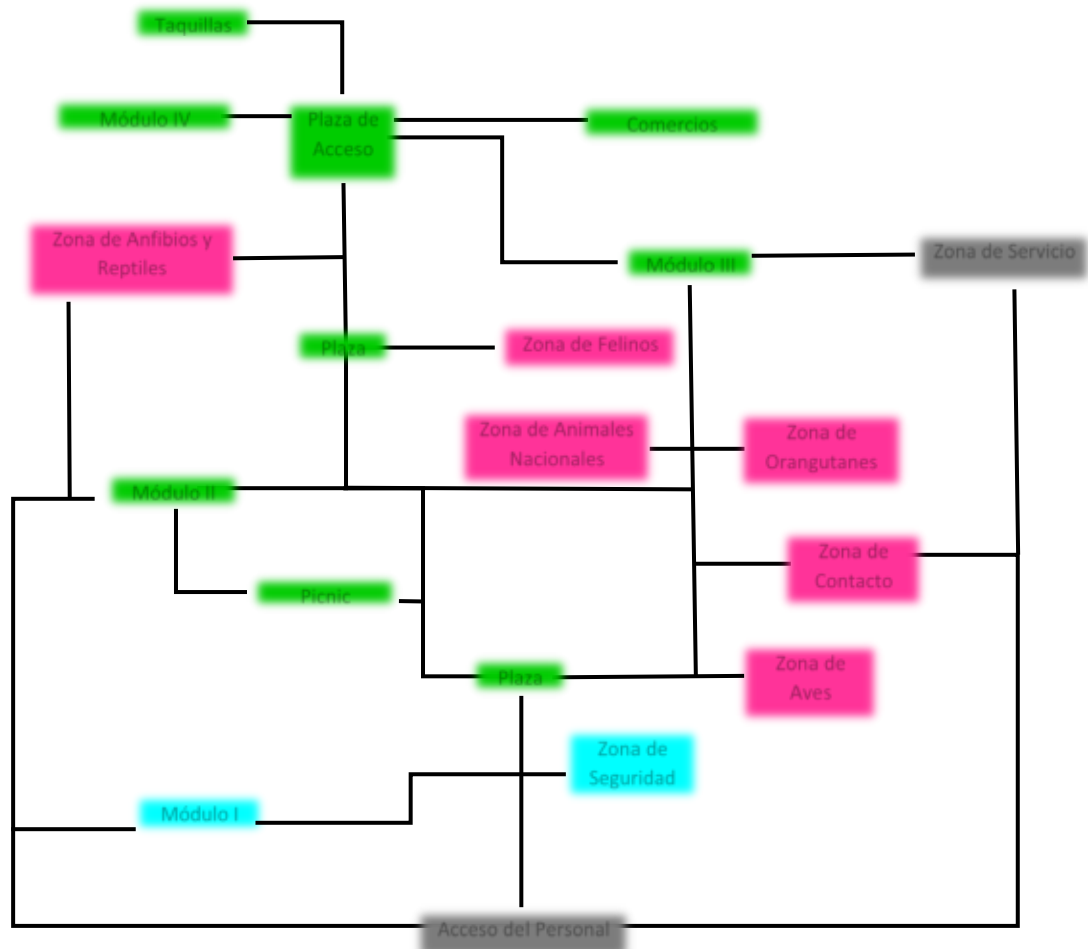 Taquillas
Módulo IV
Plaza de
Acceso
Comercios
Zona de Anfibios y
Reptiles
Módulo III
Zona de Servicio
Plaza
Zona de Felinos
Zona de Animales
Nacionales
Zona de
Orangutanes
Módulo II
Zona de
Contacto
Picnic
Plaza
Zona de
Aves
Zona de
Seguridad
Módulo I
Acceso del Personal